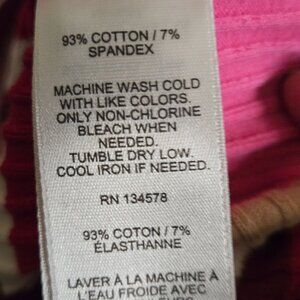 93% COTTON / 7%
SPANDEX
MACHINE WASH COLD
WITH LIKE COLORS.
ONLY NON-CHLORINE
BLEACH WHEN
NEEDED.
TUMBLE DRY LOW.
COOL IRON IF NEEDED.
RN 134578
93% COTON / 7%
ÉLASTHANNE
LAVER À LA MACHINE À
L'EAU FROIDE AVEC